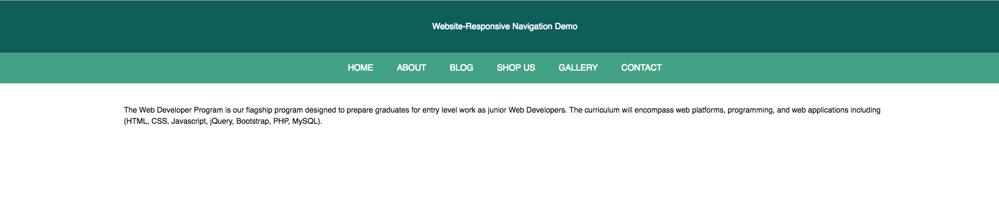 Website-Responsive Navigation Demo
HOME ABOUT BLOG SHOP US GALLERY CONTACT
The Web Developer Program is our flagship program designed to prepare graduates for entry level work as junior Web Developers. The curriculum will encompass web platforms, programming, and web applications including
(HTML, CSS, Javascript, jQuery, Bootstrap, PHP, MySQL).